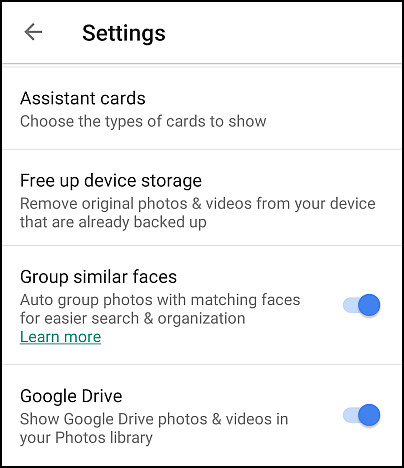 Settings
Assistant cards
Choose the types of cards to show
Free up device storage
Remove original photos & videos from your device
that are already backed up
Group similar faces
Auto group photos with matching faces
for easier search & organization
Learn more
Google Drive
Show Google Drive photos & videos in
your Photos library